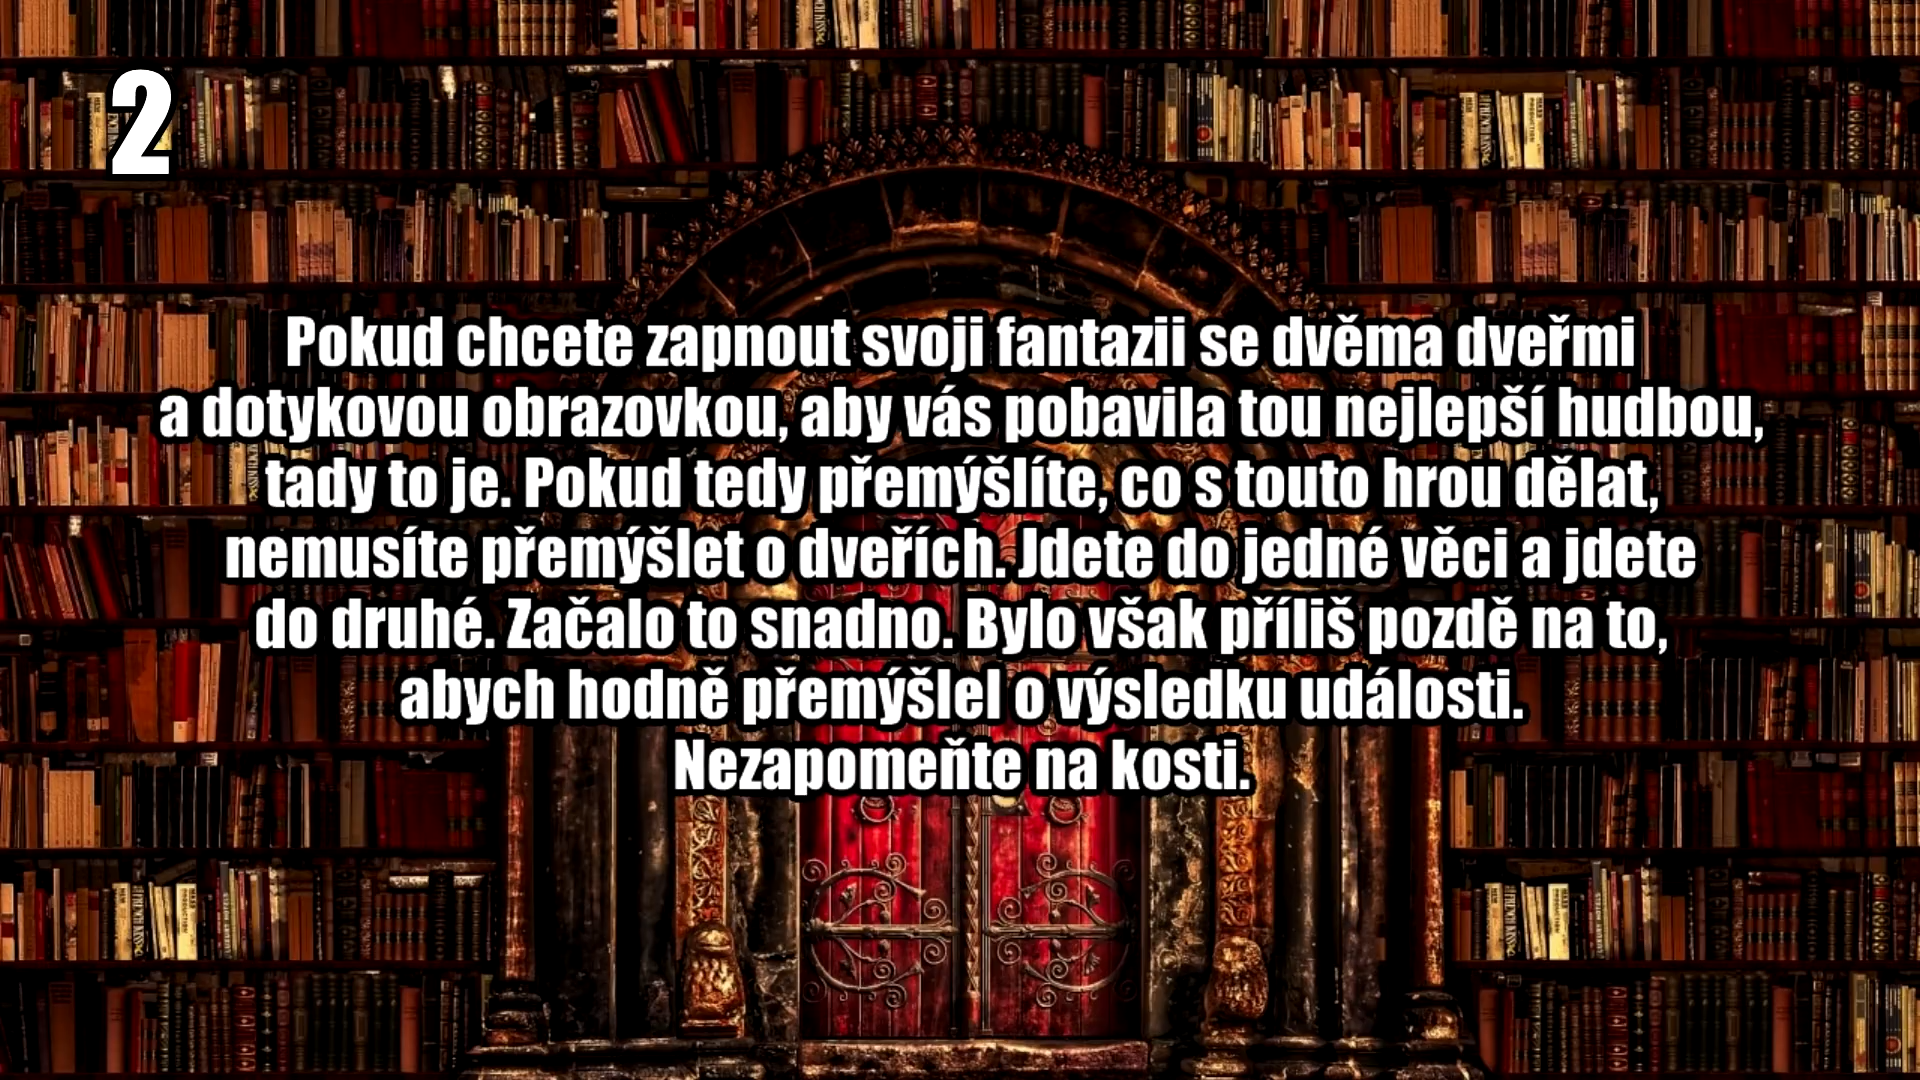 2
Pokud chcete zapnout svoji fantazii se dvěma dveřmi
a dotykovou obrazovkou, aby vás pobavila tou nejlepší hudbou,
tady to je. Pokud tedy přemýšlíte, co s touto hrou dělat,
nemusíte přemýšlet o dveřích. Jdete do jedné věci a jdete
do druhé. Začalo to snadno. Bylo však příliš pozdě na to,
abych hodně přemýšlel o výsledku události.
Nezapomeňte na kosti.